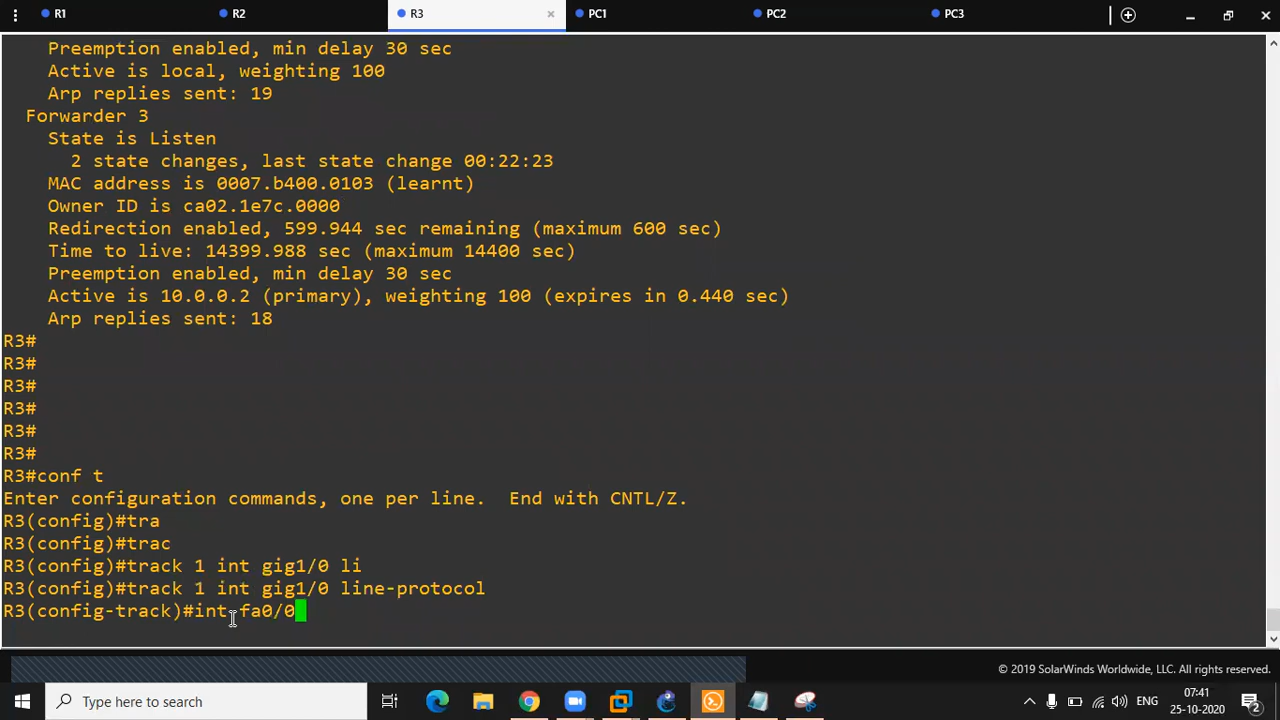 R1
R2
R3
PC1
PC2
PC3
Preemption enabled, min delay 30 sec
Active is local, weighting 100
Arp replies sent: 19
Forwarder 3
State is Listen
2 state changes, last state change 00:22:23
MAC address is 0007.b400.0103 (learnt)
Owner ID is ca02.1e7c.0000
Redirection enabled, 599.944 sec remaining (maximum 600 sec)
Time to live: 14399.988 sec (maximum 14400 sec)
Preemption enabled, min delay 30 sec
Active is 10.0.0.2 (primary), weighting 100 (expires in 0.440 sec)
Arp replies sent: 18
R3#
R3#
R3#
R3#
R3#
R3#
R3#conf t
Enter configuration commands, one per line.  End with CNTL/Z.
R3(config)#tra
R3(config)#trac
R3(config)#track 1 int gig1/0 li
R3(config)#track 1 int gig1/0 line-protocol
R3(config-track)#int fa0/0
© 2019 SolarWinds Worldwide, LLC. All rights reserved.
Type here to search
ENG
07:41
25-10-2020
2